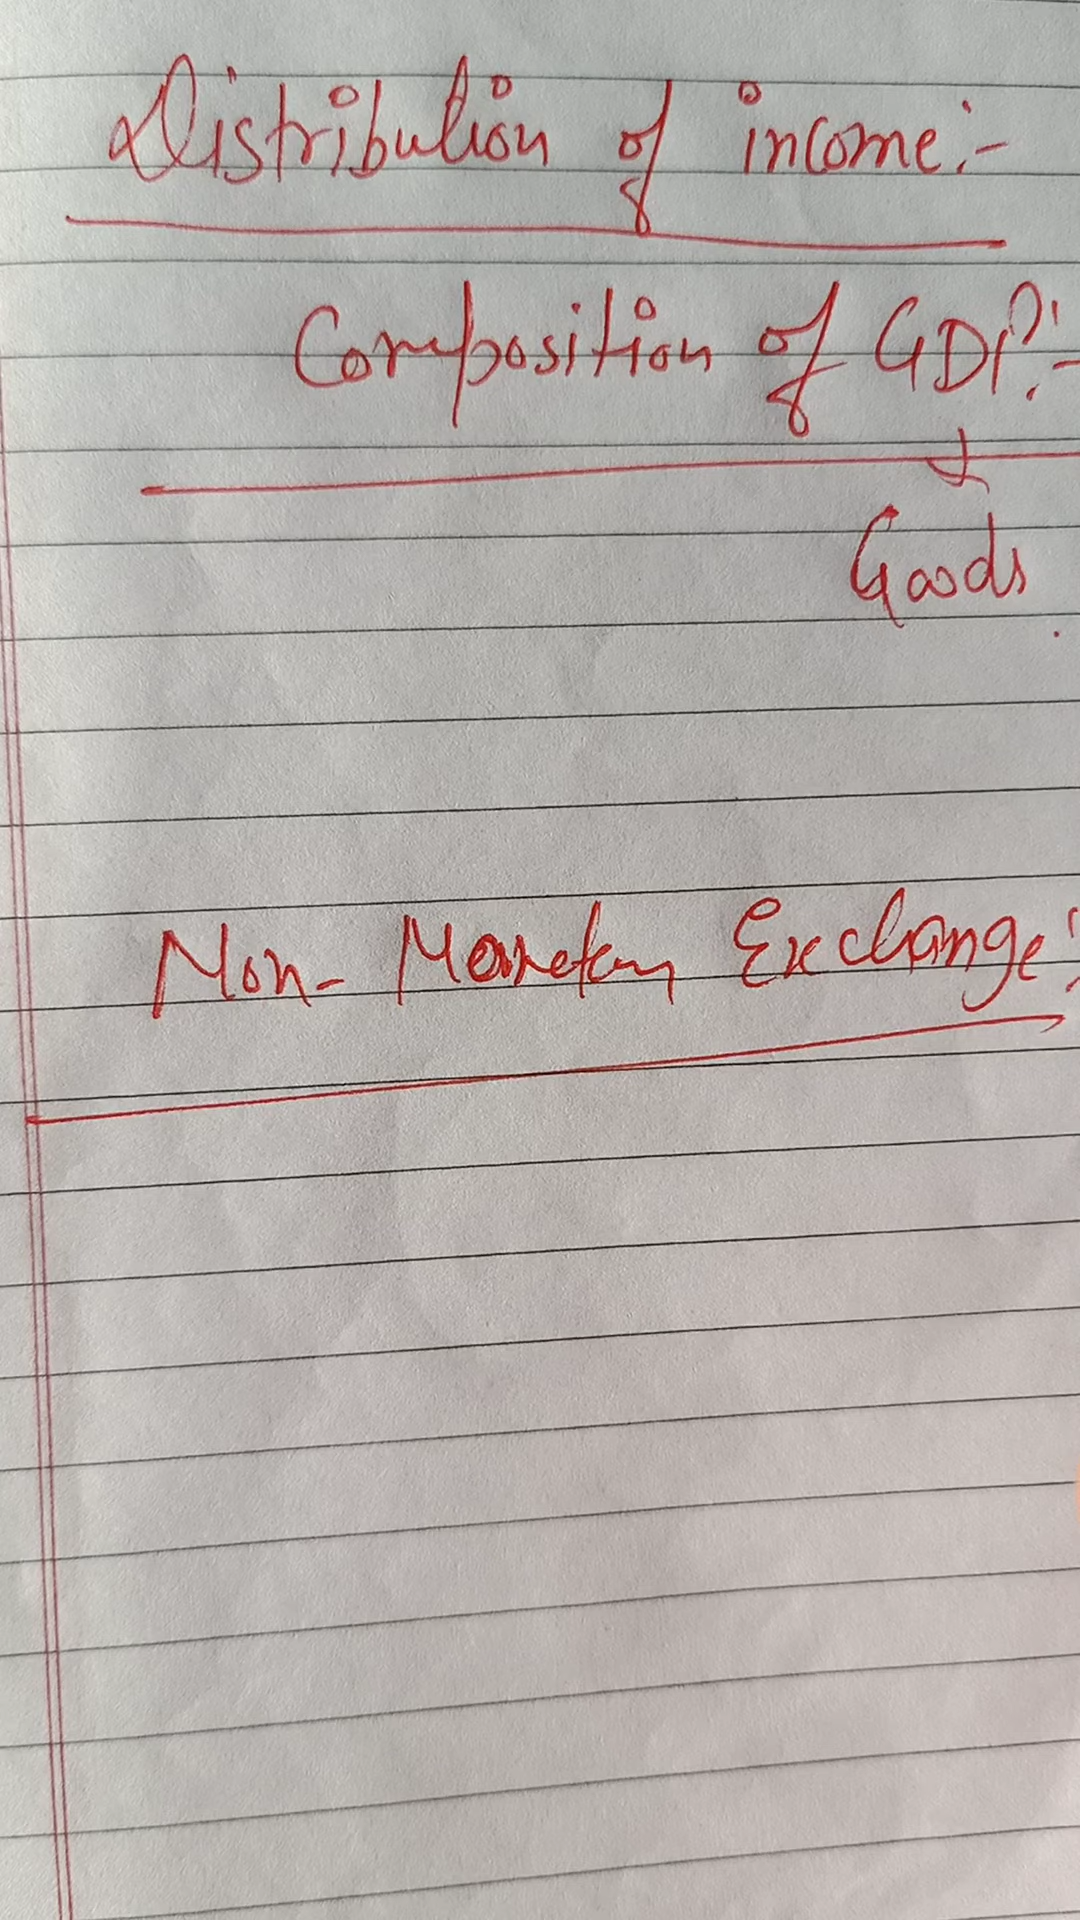 Distribution of income:-
Composition of GDP:-
Goods
Non-Monetary Exchange: